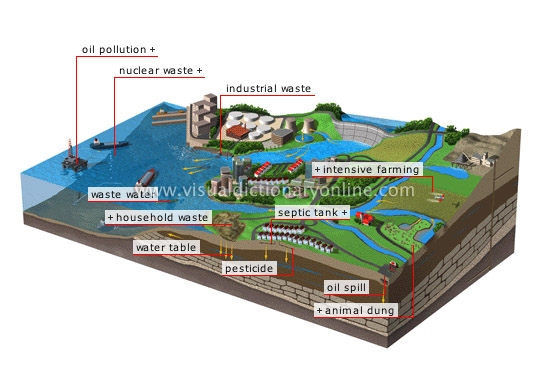 oil pollution +
nuclear waste +
industrial waste
+ intensive farming
www.visualdictionaryonline.com
waste water
+ household waste
septic tank +
water table
pesticide
oil spill
+ animal dung